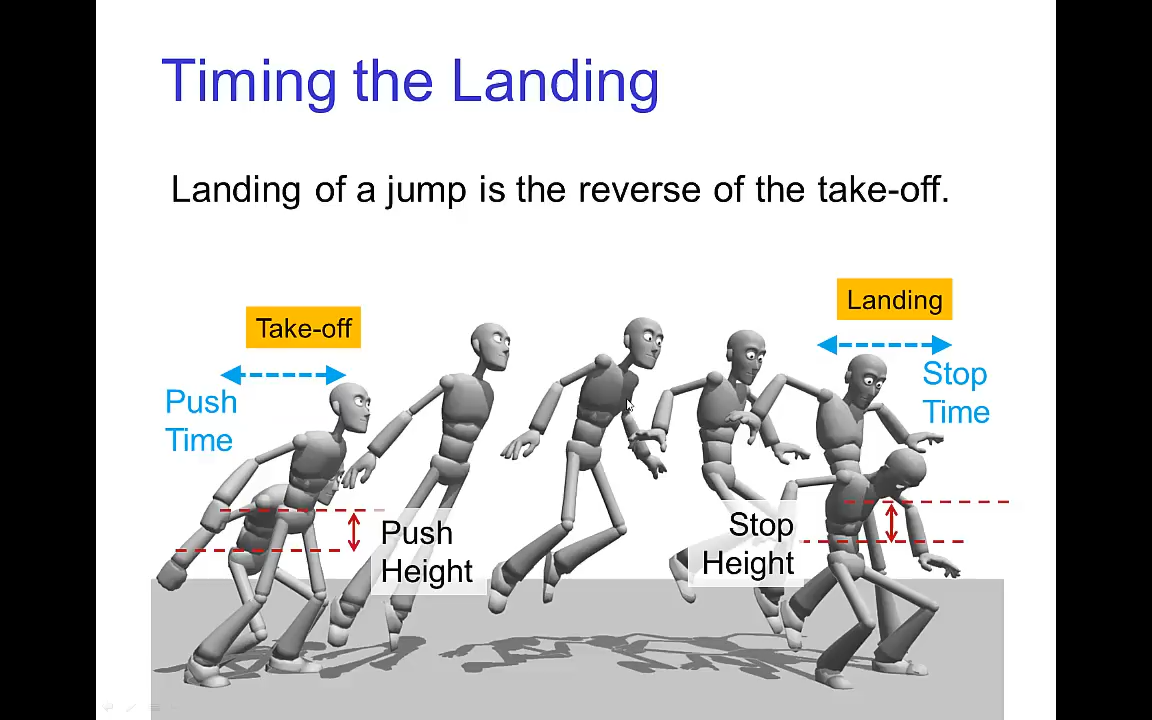 Timing the Landing
Landing of a jump is the reverse of the take-off.
Take-off
Landing
Push
Time
Stop
Time
Push
Height
Stop
Height